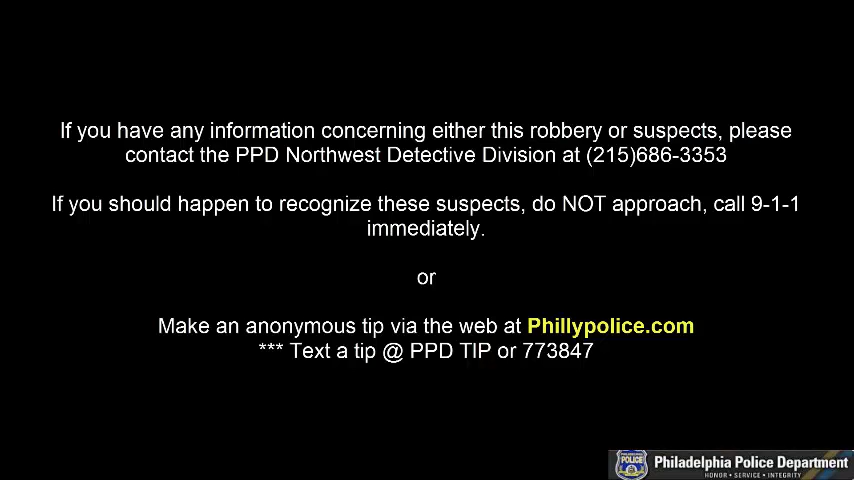 If you have any information concerning either this robbery or suspects, please
contact the PPD Northwest Detective Division at (215)686-3353
If you should happen to recognize these suspects, do NOT approach, call 9-1-1
immediately.
or
Make an anonymous tip via the web at Phillypolice.com
*** Text a tip @ PPD TIP or 773847
POLICE
Philadelphia Police Department
HONOR • SERVICE • INTEGRITY